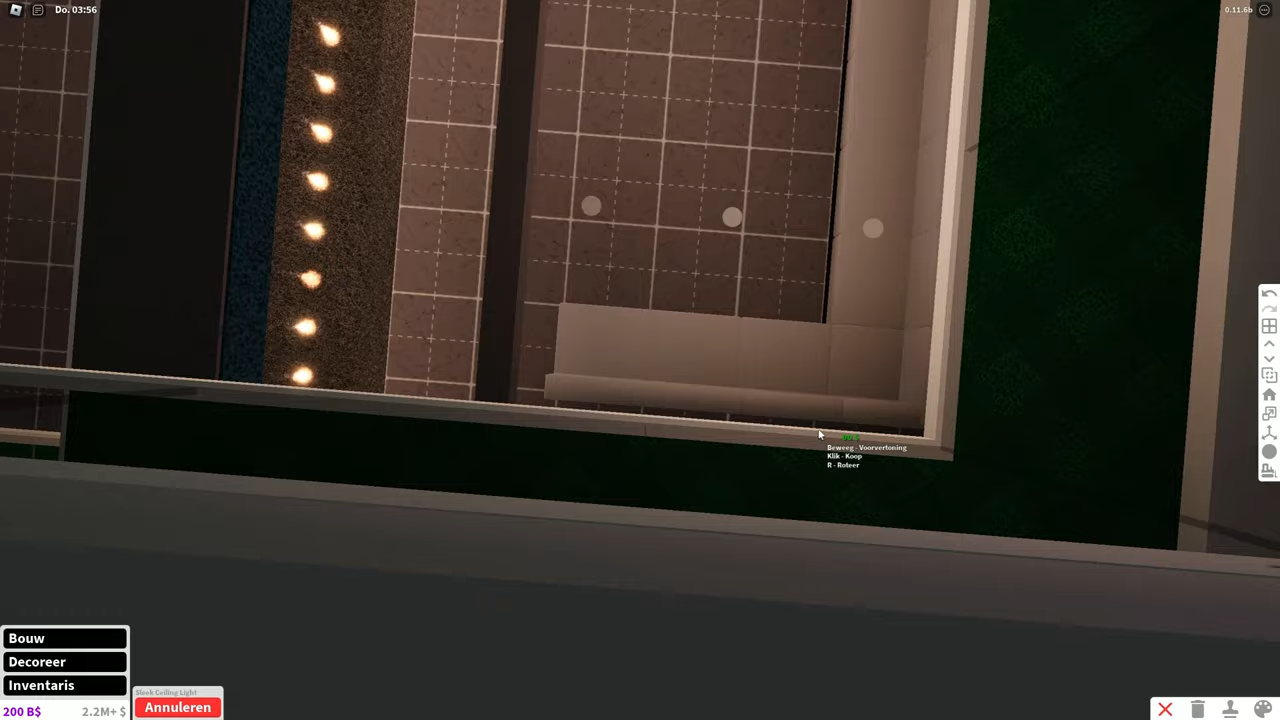 Do. 03:56
0.11.6b
Beweeg - Voorvertoning
Klik - Koop
R - Roteer
Bouw
Decoreer
Inventaris
200 B$
2.2M+ $
Sleek Ceiling Light
Annuleren